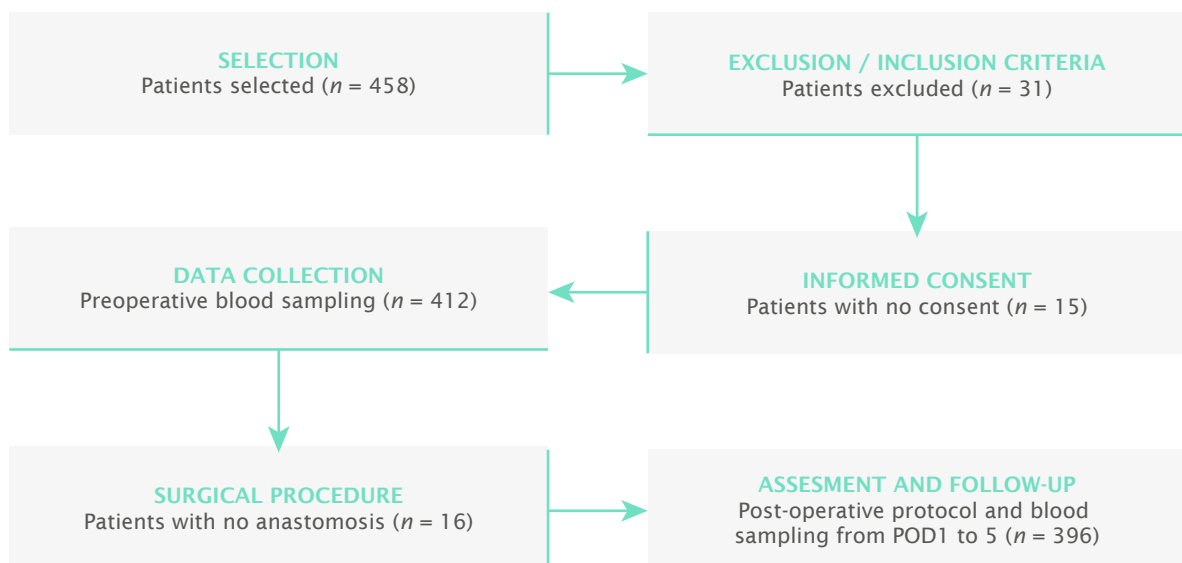 SELECTION
Patients selected (n = 458)
EXCLUSION / INCLUSION CRITERIA
Patients excluded (n = 31)
INFORMED CONSENT
Patients with no consent (n = 15)
DATA COLLECTION
Preoperative blood sampling (n = 412)
SURGICAL PROCEDURE
Patients with no anastomosis (n = 16)
ASSESMENT AND FOLLOW-UP
Post-operative protocol and blood
sampling from POD1 to 5 (n = 396)